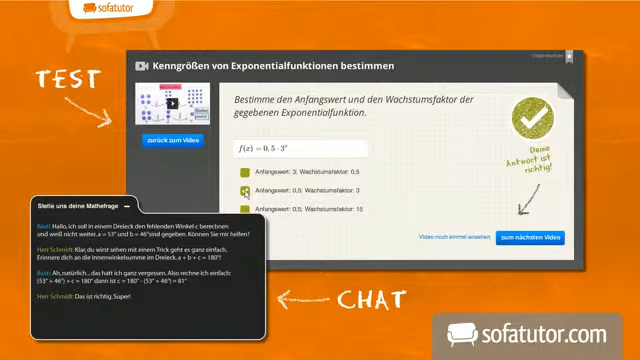 sofatutor
TEST
Kenngrößen von Exponentialfunktionen bestimmen
Bestimme den Anfangswert und den Wachstumsfaktor der
gegebenen Exponentialfunktion.
f(x) = 0,5 · 3ˣ
Anfangswert: 3; Wachstumsfaktor: 0,5
Anfangswert: 0,5; Wachstumsfaktor: 3
Anfangswert: 0,5; Wachstumsfaktor: 15
zurück zum Video
Deine
Antwort ist
richtig!
Video noch einmal ansehen
zum nächsten Video
Stelle uns deine Mathefrage
Basti: Hallo, ich soll in einem Dreieck den fehlenden Winkel c berechnen
und weiß nicht weiter. a = 53° und b = 46°sind gegeben. Können Sie mir helfen?
Herr Schmidt: Klar, du wirst sehen mit einem Trick geht es ganz einfach.
Erinnere dich an die Innenwinkelsumme im Dreieck, a + b + c = 180°!
Basti: Ah, natürlich... das hatt ich ganz vergessen. Also rechne ich einfach:
(53° + 46°) + c = 180° dann ist c = 180° - (53° + 46°) = 81°
Herr Schmidt: Das ist richtig, Super!
CHAT
sofatutor.com